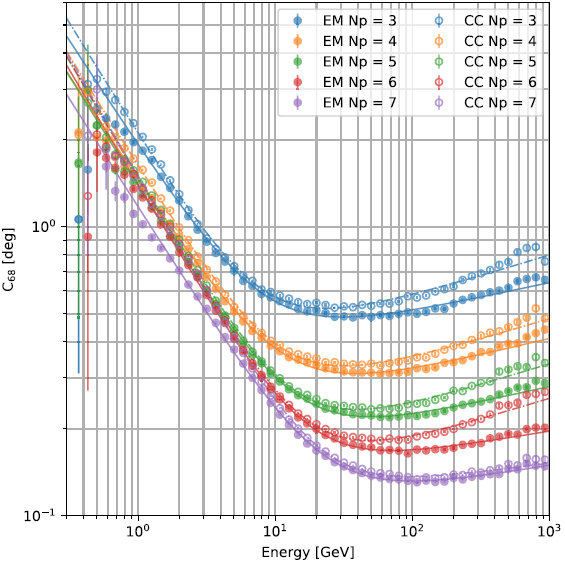 EM Np = 3 CC Np = 3
EM Np = 4 CC Np = 4
EM Np = 5 CC Np = 5
EM Np = 6 CC Np = 6
EM Np = 7 CC Np = 7
C₆₈ [deg]
10⁰
10⁻¹
10⁰ 10¹ 10² 10³
Energy [GeV]